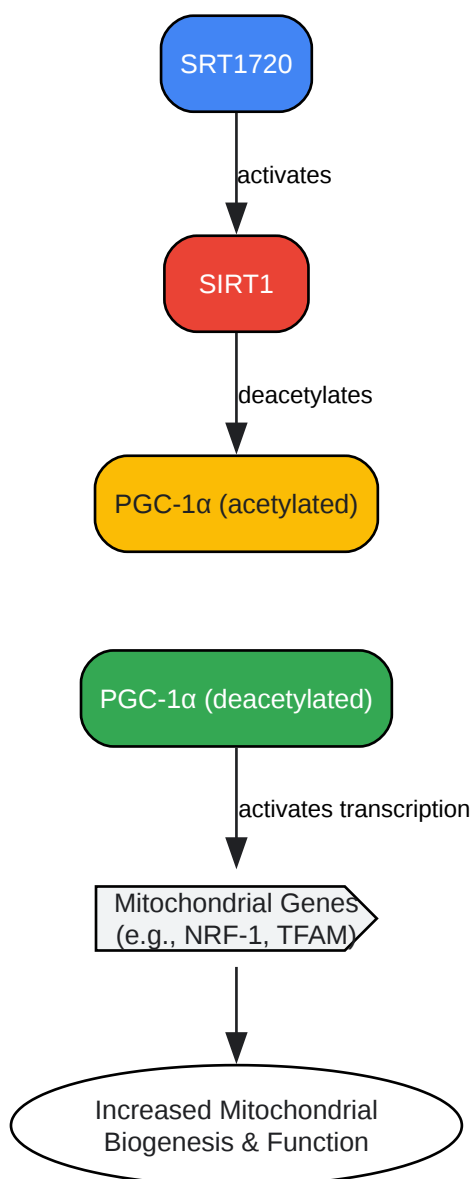 SRT1720
activates
SIRT1
deacetylates
PGC-1α (acetylated)
PGC-1α (deacetylated)
activates transcription
Mitochondrial Genes
(e.g., NRF-1, TFAM)
Increased Mitochondrial
Biogenesis & Function